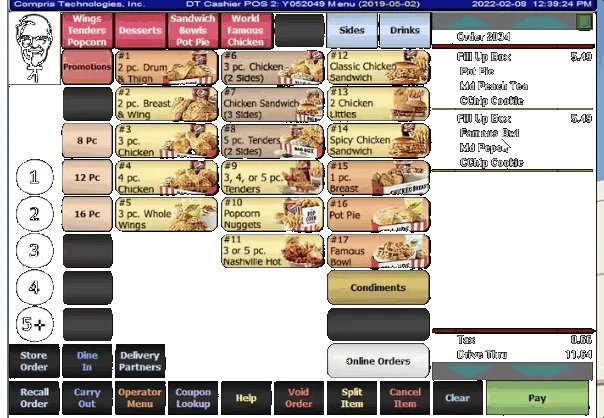 Compris Technologies, Inc.
DT Cashier POS 2: Y052049 Menu (2019-05-02)
2022-02-08 12:39:24 PM
Wings
Tenders
Popcorn
Desserts
Sandwich
Bowls
Pot Pie
World
Famous
Chicken
Sides
Drinks
Promotions
8 Pc
12 Pc
16 Pc
1
2
3
4
5+
#1
2 pc. Drum
& Thigh
#2
2 pc. Breast
& Wing
#3
3 pc.
Chicken
#4
4 pc.
Chicken
#5
3 pc. Whole
Wings
#6
3 pc. Chicken
(2 Sides)
#7
Chicken Sandwich
(3 Sides)
#8
5 pc. Tenders
(2 Sides)
#9
3, 4, or 5 pc.
Tenders
#10
Popcorn
Nuggets
#11
3 or 5 pc.
Nashville Hot
#12
Classic Chicken
Sandwich
#13
2 Chicken
Littles
#14
Spicy Chicken
Sandwich
#15
1 pc.
Breast
#16
Pot Pie
#17
Famous
Bowl
Condiments
Online Orders
Order 2034
Fill Up Box 5.49
Pot Pie
Md Peach Tea
CChip Cookie
Fill Up Box 5.49
Famous Bwl
Md Pepsi
CChip Cookie
Tax 0.66
Drive Thru 11.64
Store
Order
Dine
In
Delivery
Partners
Recall
Order
Carry
Out
Operator
Menu
Coupon
Lookup
Help
Void
Order
Split
Item
Cancel
Item
Clear
Pay